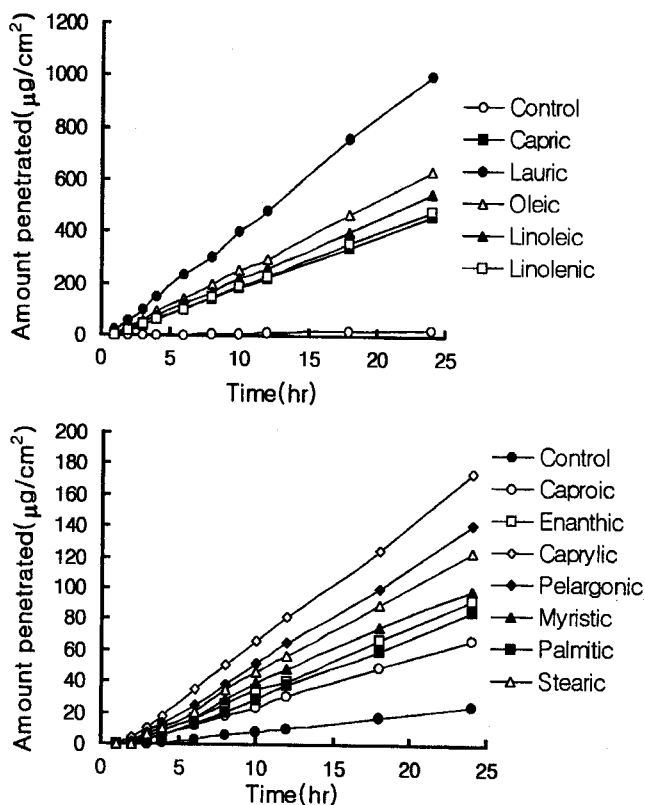 Amount penetrated(μg/cm²)
1200
1000
800
600
400
200
0
0 5 10 15 20 25
Time(hr)
Control
Capric
Lauric
Oleic
Linoleic
Linolenic
Amount penetrated(μg/cm²)
200
180
160
140
120
100
80
60
40
20
0
0 5 10 15 20 25
Time(hr)
Control
Caproic
Enanthic
Caprylic
Pelargonic
Myristic
Palmitic
Stearic